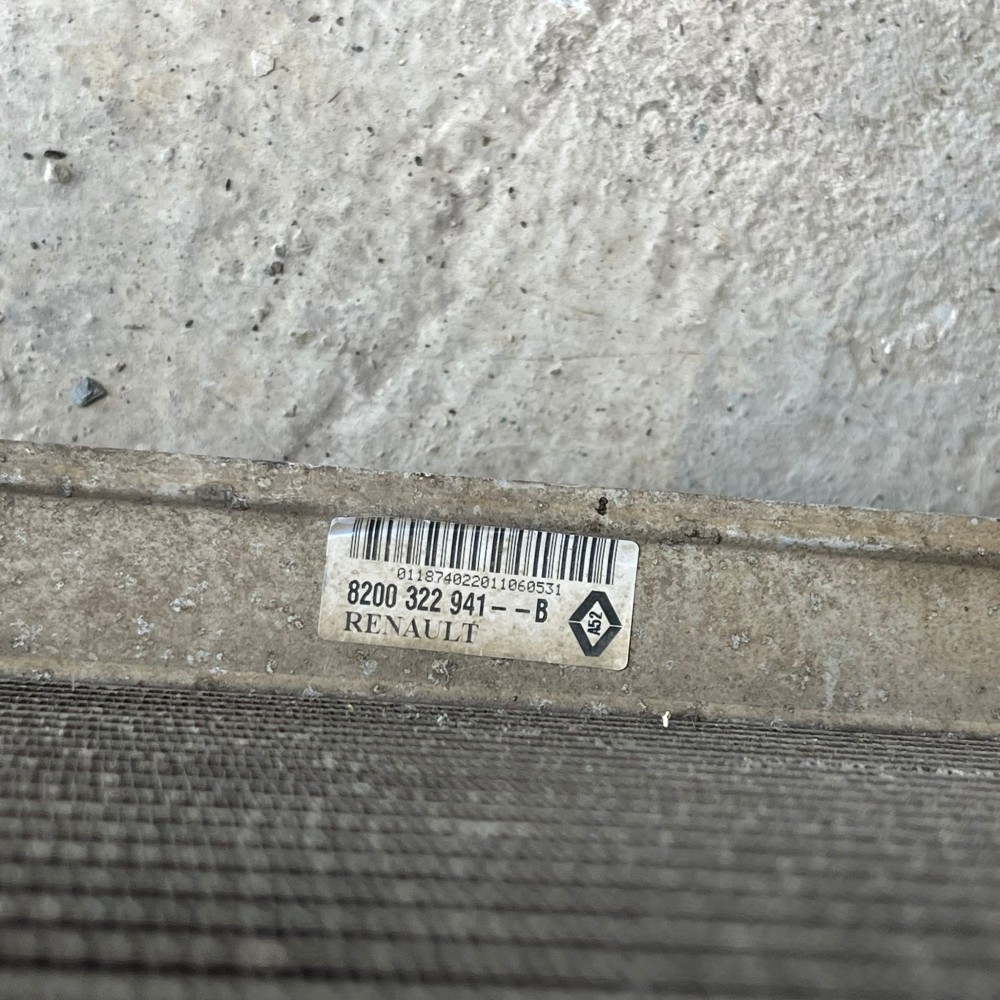 011874022011060531
8200 322 941--B
RENAULT
A52